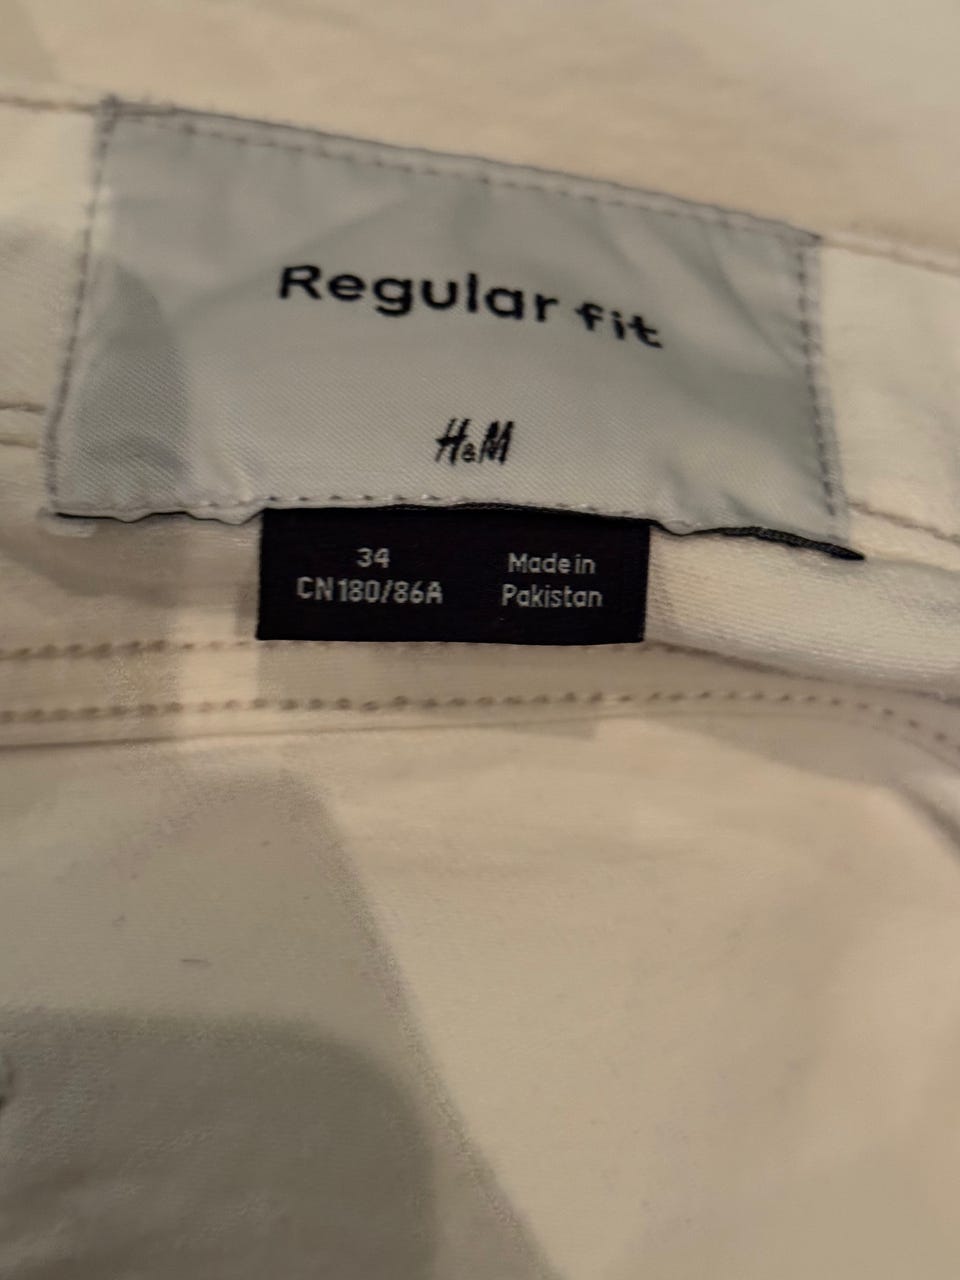 Regular fit
H&M
34
CN180/86A
Made in
Pakistan